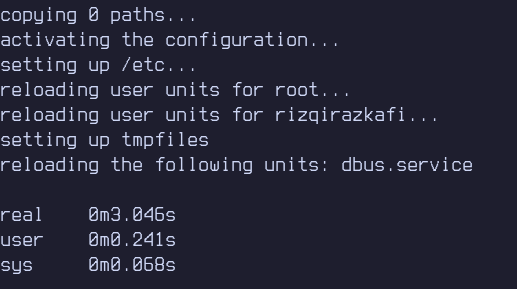 copying 0 paths...
activating the configuration...
setting up /etc...
reloading user units for root...
reloading user units for rizqirazkafi...
setting up tmpfiles
reloading the following units: dbus.service
real 0m3.046s
user 0m0.241s
sys 0m0.068s